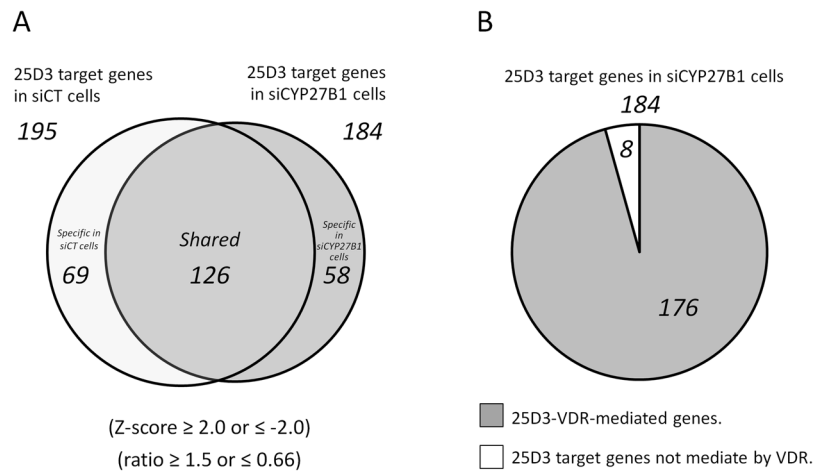 A
25D3 target genes
in siCT cells
195
25D3 target genes
in siCYP27B1 cells
184
Specific in
siCT cells
69
Shared
126
Specific
in
siCYP27B1
cells
58
(Z-score ≥ 2.0 or ≤ -2.0)
(ratio ≥ 1.5 or ≤ 0.66)
B
25D3 target genes in siCYP27B1 cells
184
8
176
25D3-VDR-mediated genes.
25D3 target genes not mediate by VDR.